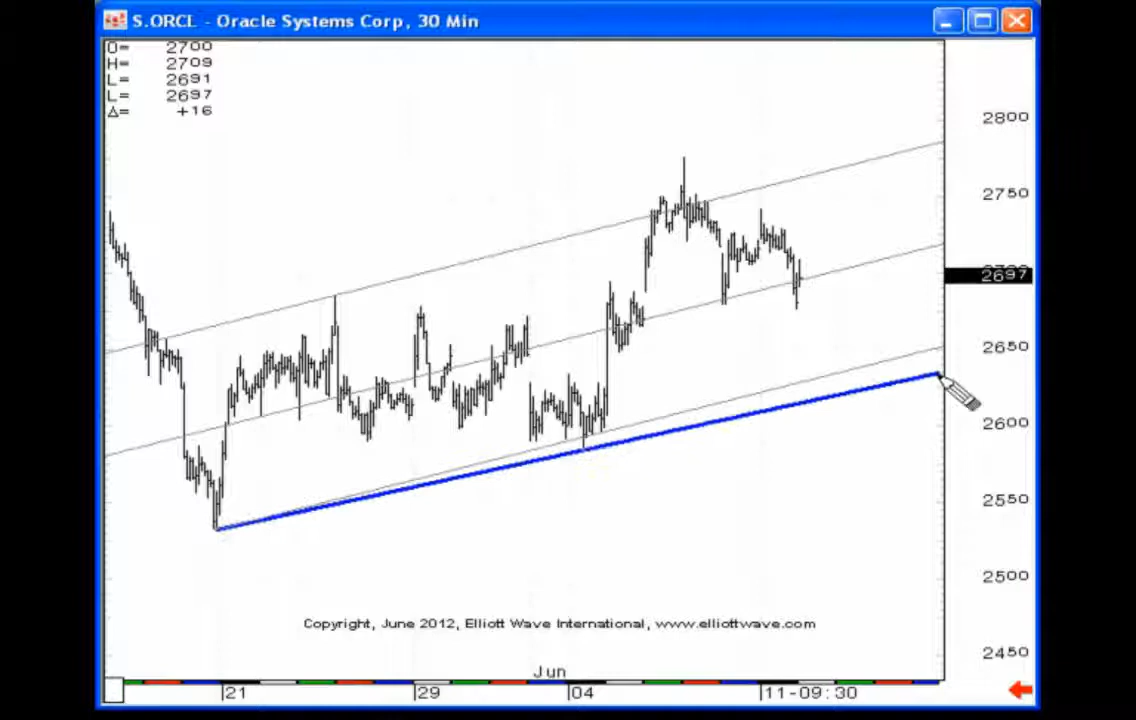 S.ORCL - Oracle Systems Corp, 30 Min
O= 2700
H= 2709
L= 2691
L= 2697
Δ= +16
2800
2750
2700
2697
2650
2600
2550
2500
2450
Copyright, June 2012, Elliott Wave International, www.elliottwave.com
Jun
21 29 04 11-09:30